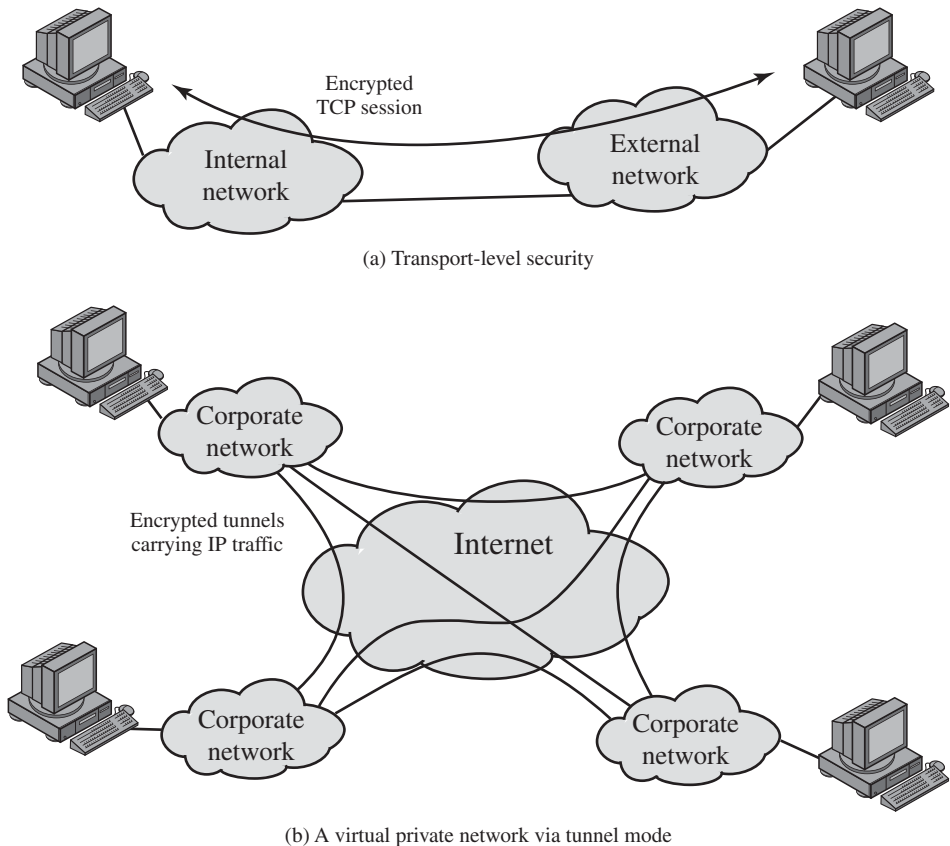 Encrypted
TCP session
Internal
network
External
network
(a) Transport-level security
Corporate
network
Corporate
network
Encrypted tunnels
carrying IP traffic
Internet
Corporate
network
Corporate
network
(b) A virtual private network via tunnel mode